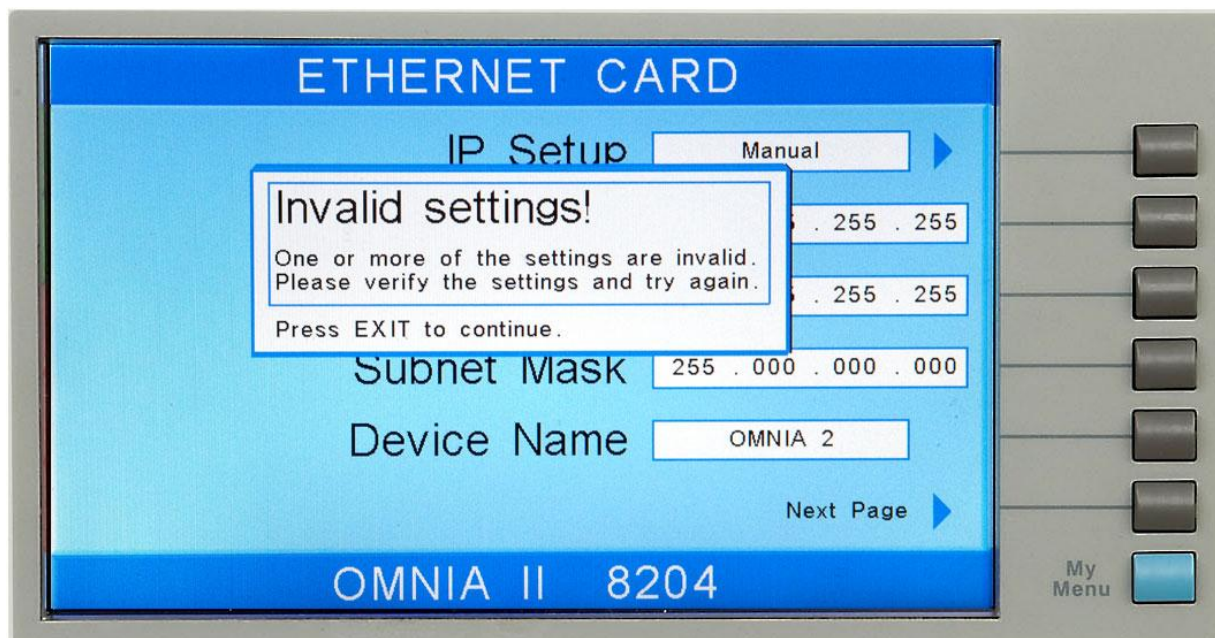 ETHERNET CARD
IP Setup Manual
Invalid settings!
One or more of the settings are invalid.
Please verify the settings and try again.
Press EXIT to continue.
. 255 . 255
. 255 . 255
Subnet Mask 255 . 000 . 000 . 000
Device Name OMNIA 2
Next Page
OMNIA II 8204
My
Menu